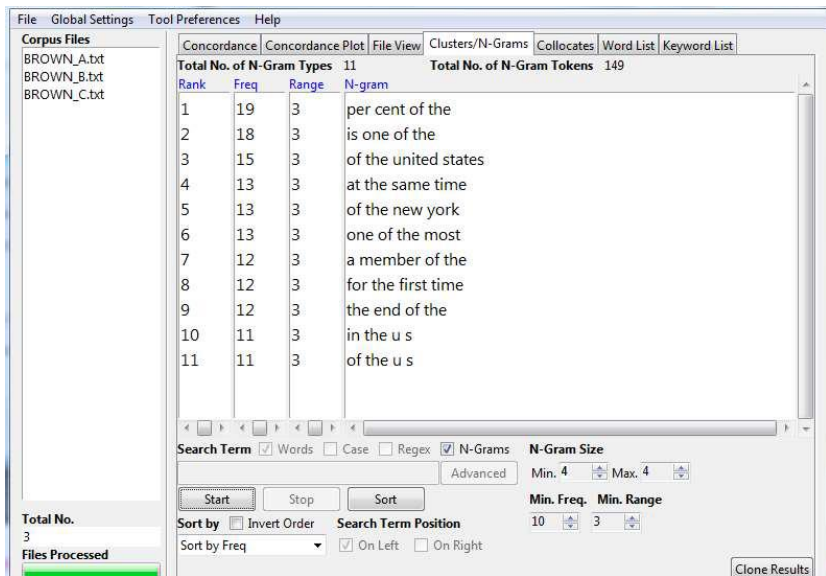 File Global Settings Tool Preferences Help
Corpus Files
BROWN_A.txt
BROWN_B.txt
BROWN_C.txt
Concordance Concordance Plot File View Clusters/N-Grams Collocates Word List Keyword List
Total No. of N-Gram Types 11 Total No. of N-Gram Tokens 149
Rank Freq Range N-gram
1 19 3 per cent of the
2 18 3 is one of the
3 15 3 of the united states
4 13 3 at the same time
5 13 3 of the new york
6 13 3 one of the most
7 12 3 a member of the
8 12 3 for the first time
9 12 3 the end of the
10 11 3 in the u s
11 11 3 of the u s
Search Term Words Case Regex N-Grams N-Gram Size
Advanced Min. 4 Max. 4
Start Stop Sort Min. Freq. Min. Range
Sort by Invert Order Search Term Position 10 3
Sort by Freq On Left On Right
Total No.
3
Files Processed
Clone Results